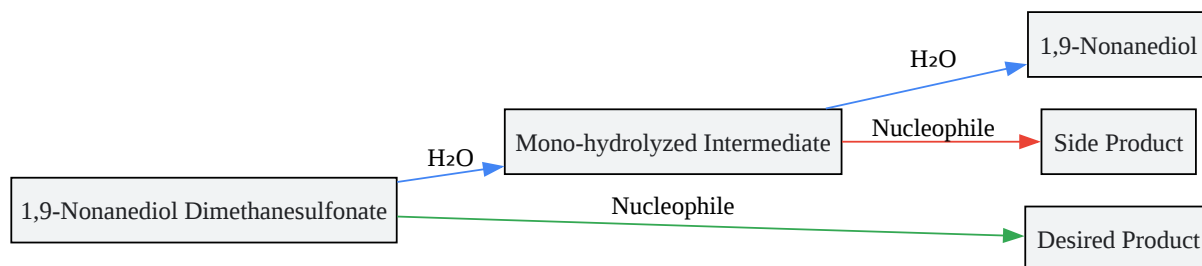 1,9-Nonanediol
H₂O
Mono-hydrolyzed Intermediate
Nucleophile
Side Product
H₂O
1,9-Nonanediol Dimethanesulfonate
Nucleophile
Desired Product